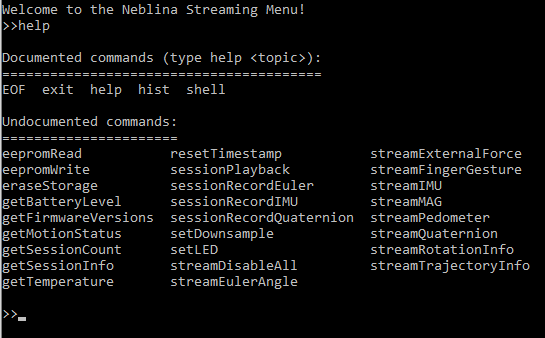 Welcome to the Neblina Streaming Menu!
>>help
Documented commands (type help <topic>):
========================================
EOF  exit  help  hist  shell
Undocumented commands:
======================
eepromRead           resetTimestamp           streamExternalForce
eepromWrite          sessionPlayback          streamFingerGesture
eraseStorage         sessionRecordEuler       streamIMU
getBatteryLevel      sessionRecordIMU         streamMAG
getFirmwareVersions  sessionRecordQuaternion  streamPedometer
getMotionStatus      setDownsample            streamQuaternion
getSessionCount      setLED                   streamRotationInfo
getSessionInfo       streamDisableAll         streamTrajectoryInfo
getTemperature       streamEulerAngle
>>_